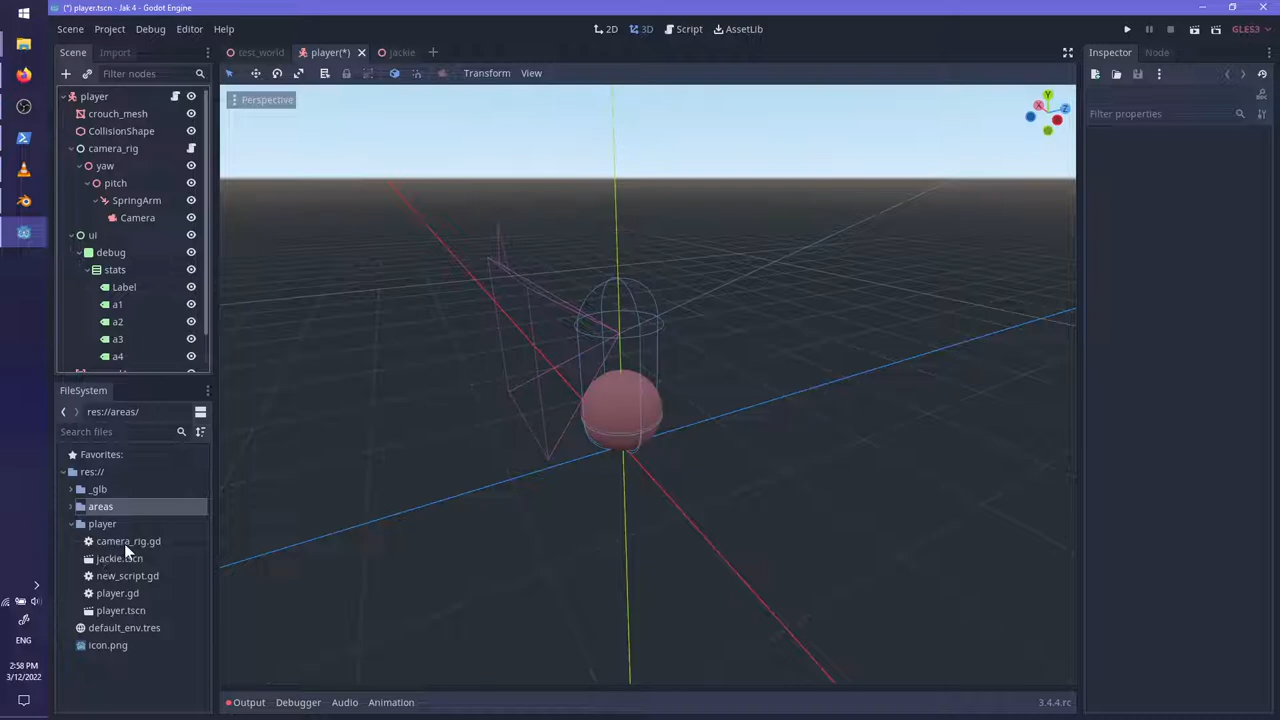 (*) player.tscn - Jak 4 - Godot Engine
Scene Project Debug Editor Help
2D 3D Script AssetLib
GLES3
Scene Import
test_world player(*) jackie
Inspector Node
Filter nodes
Transform View
Perspective
Y
X
Z
Filter properties
player
crouch_mesh
CollisionShape
camera_rig
yaw
pitch
SpringArm
Camera
ui
debug
stats
Label
a1
a2
a3
a4
FileSystem
res://areas/
Search files
Favorites:
res://
_glb
areas
player
camera_rig.gd
jackie.tscn
new_script.gd
player.gd
player.tscn
default_env.tres
icon.png
ENG
2:58 PM
3/12/2022
Output Debugger Audio Animation
3.4.4.rc